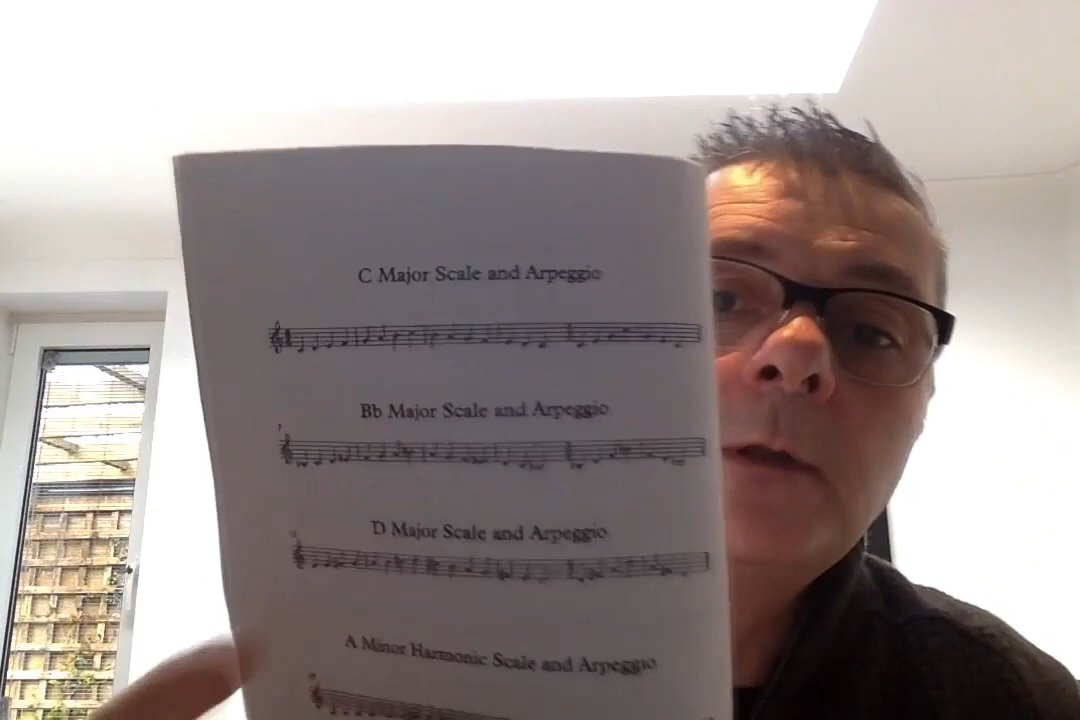 C Major Scale and Arpeggio
Bb Major Scale and Arpeggio
D Major Scale and Arpeggio
A Minor Harmonic Scale and Arpeggio